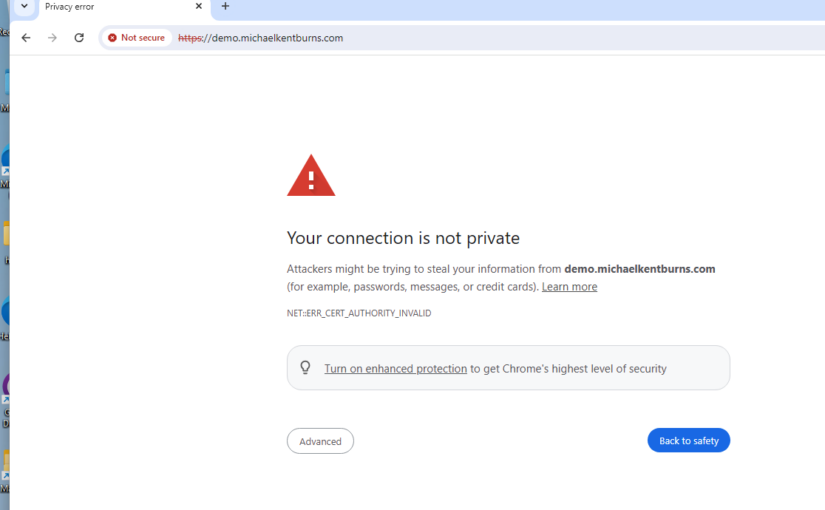 Privacy error
Not secure https://demo.michaelkentburns.com
Your connection is not private
Attackers might be trying to steal your information from demo.michaelkentburns.com
(for example, passwords, messages, or credit cards). Learn more
NET::ERR_CERT_AUTHORITY_INVALID
Turn on enhanced protection to get Chrome's highest level of security
Advanced
Back to safety